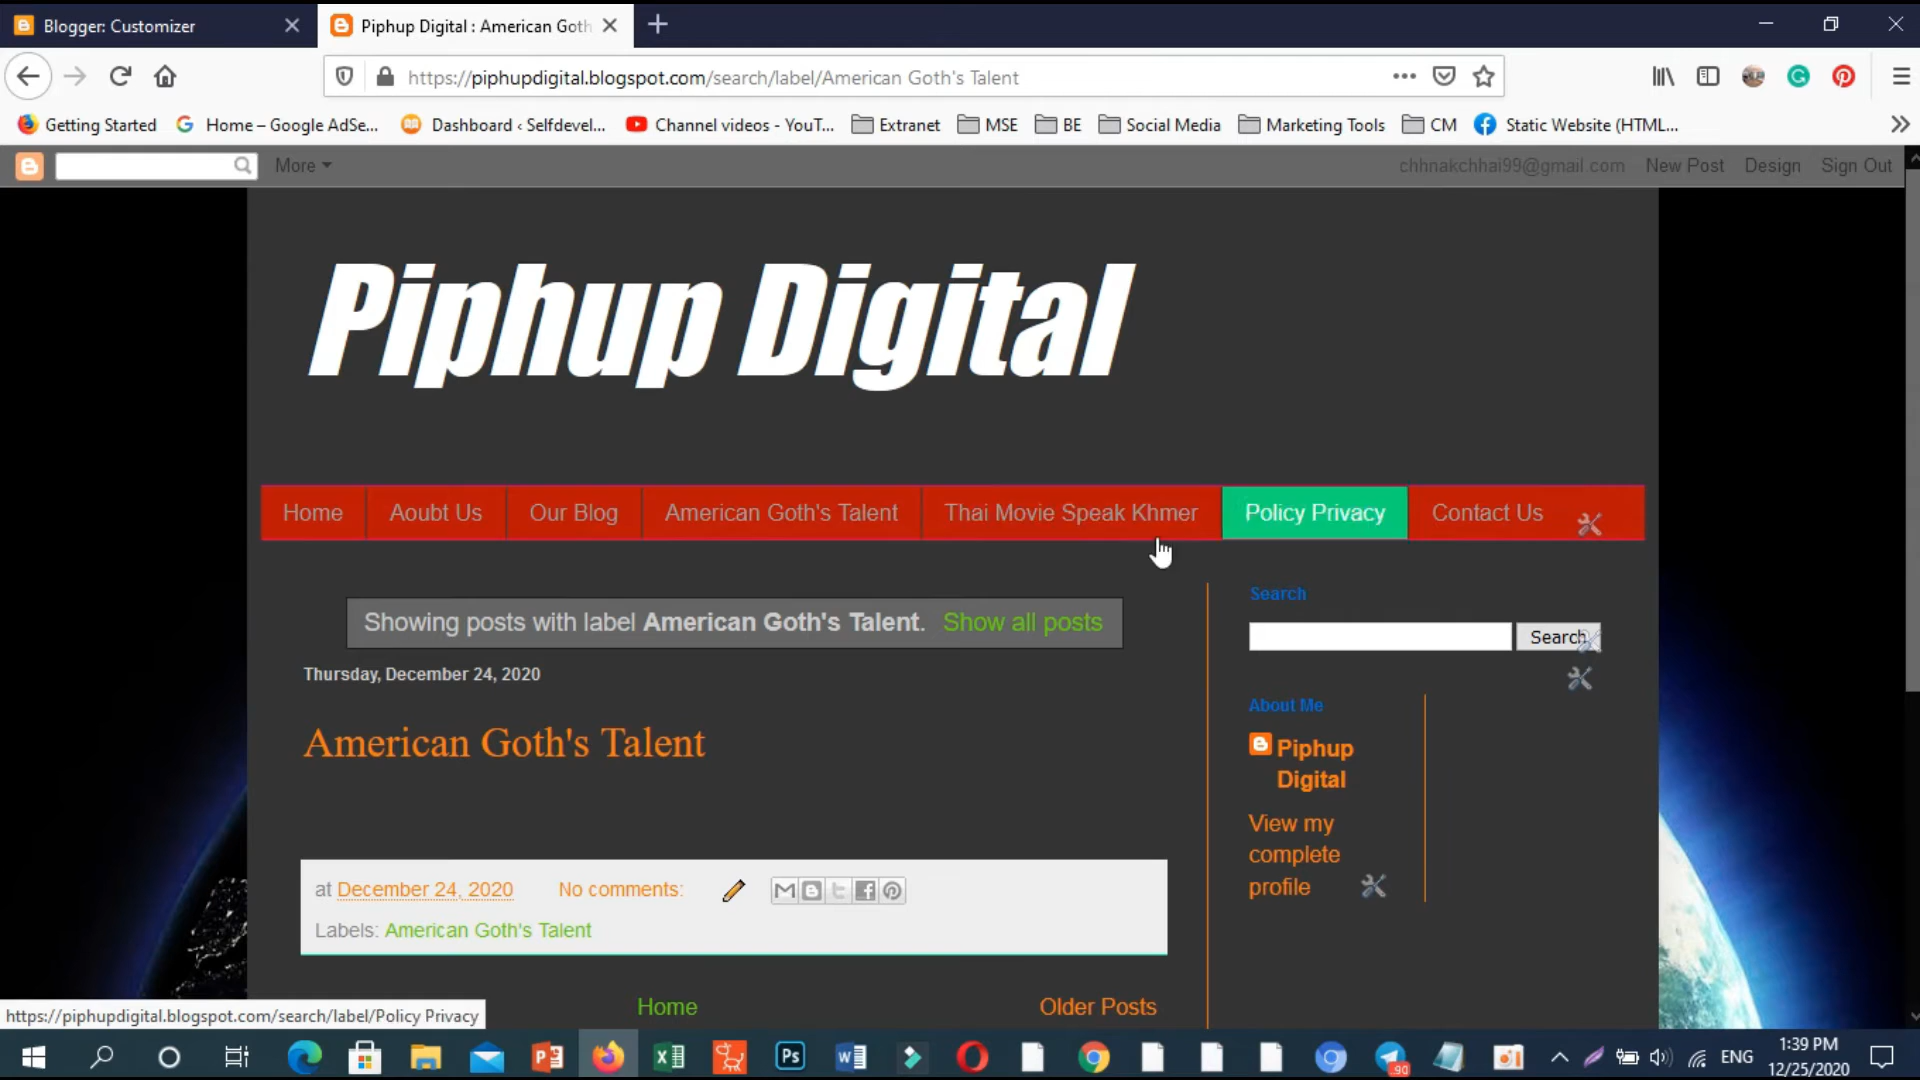 Blogger: Customizer
Piphup Digital : American Goth
https://piphupdigital.blogspot.com/search/label/American Goth's Talent
Getting Started
Home – Google AdSe...
Dashboard ‹ Selfdevel...
Channel videos - YouT...
Extranet
MSE
BE
Social Media
Marketing Tools
CM
Static Website (HTML...
More
chhnakchhai99@gmail.com
New Post
Design
Sign Out
Piphup Digital
Home
Aoubt Us
Our Blog
American Goth's Talent
Thai Movie Speak Khmer
Policy Privacy
Contact Us
Showing posts with label American Goth's Talent. Show all posts
Thursday, December 24, 2020
American Goth's Talent
at December 24, 2020
No comments:
Labels: American Goth's Talent
Home
Older Posts
Search
Search
About Me
Piphup
Digital
View my
complete
profile
https://piphupdigital.blogspot.com/search/label/Policy Privacy
Ps
90
ENG
1:39 PM
12/25/2020